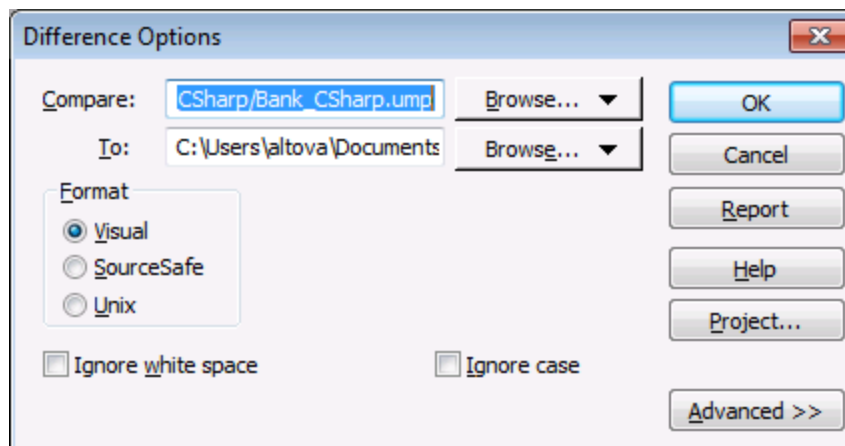 Difference Options
Compare: CSharp/Bank_CSharp.ump Browse... OK
To: C:\Users\altova\Documents Browse... Cancel
Format
Report
Visual
SourceSafe
Help
Unix
Project...
Ignore white space Ignore case
Advanced >>